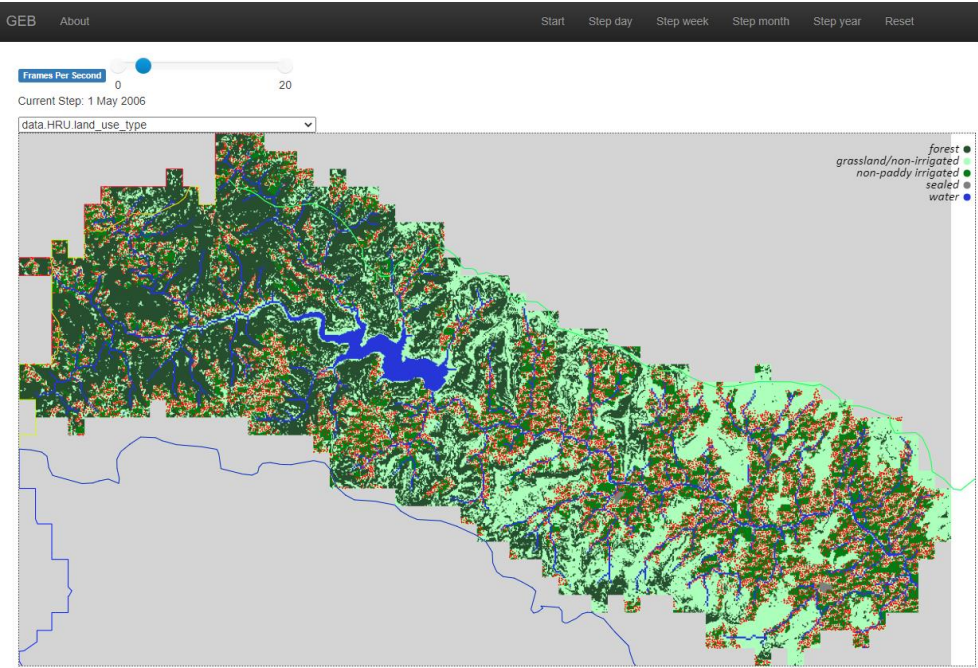 GEB About Start Step day Step week Step month Step year Reset
Frames Per Second
0 20
Current Step: 1 May 2006
data.HRU.land_use_type
forest
grassland/non-irrigated
non-paddy irrigated
sealed
water